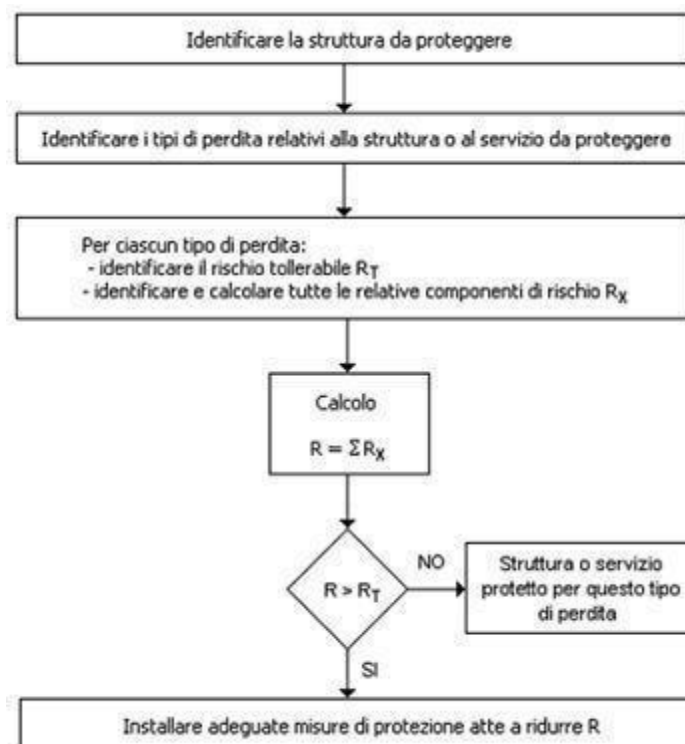 Identificare la struttura da proteggere
Identificare i tipi di perdita relativi alla struttura o al servizio da proteggere
Per ciascun tipo di perdita:
- identificare il rischio tollerabile RT
- identificare e calcolare tutte le relative componenti di rischio RX
Calcolo
R = ΣRX
R > RT
NO
Struttura o servizio
protetto per questo tipo
di perdita
SI
Installare adeguate misure di protezione atte a ridurre R